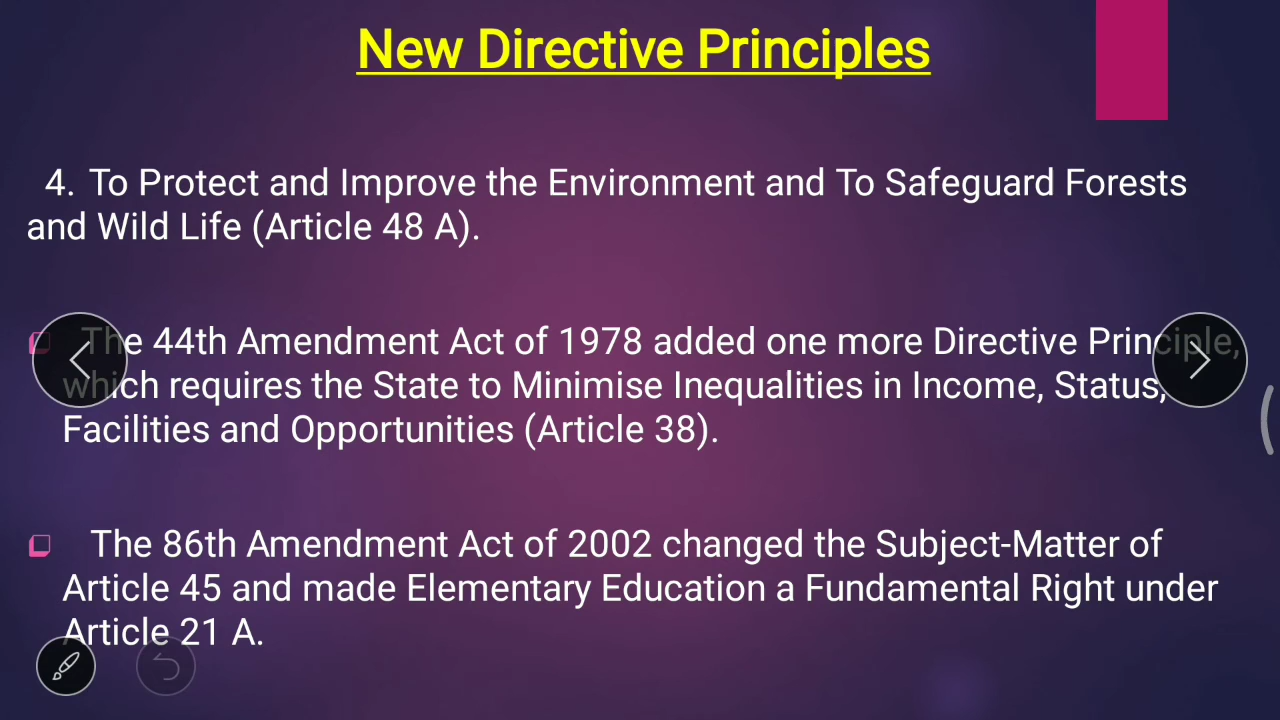 New Directive Principles
4. To Protect and Improve the Environment and To Safeguard Forests
and Wild Life (Article 48 A).
The 44th Amendment Act of 1978 added one more Directive Principle,
which requires the State to Minimise Inequalities in Income, Status,
Facilities and Opportunities (Article 38).
The 86th Amendment Act of 2002 changed the Subject-Matter of
Article 45 and made Elementary Education a Fundamental Right under
Article 21 A.